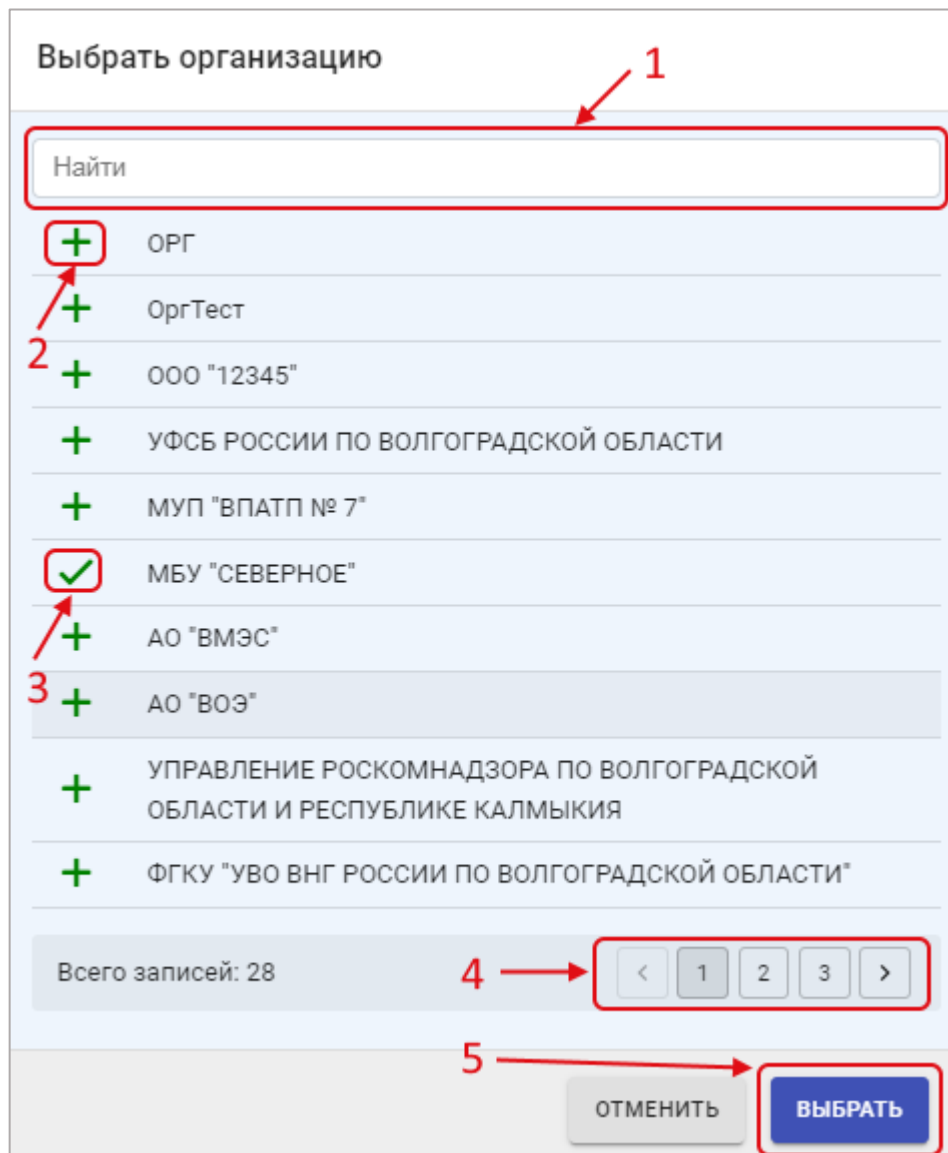 Выбрать организацию
1
Найти
ОРГ
ОргТест
2
ООО "12345"
УФСБ РОССИИ ПО ВОЛГОГРАДСКОЙ ОБЛАСТИ
МУП "ВПАТП № 7"
МБУ "СЕВЕРНОЕ"
АО "ВМЭС"
3
АО "ВОЭ"
УПРАВЛЕНИЕ РОСКОМНАДЗОРА ПО ВОЛГОГРАДСКОЙ
ОБЛАСТИ И РЕСПУБЛИКЕ КАЛМЫКИЯ
ФГКУ "УВО ВНГ РОССИИ ПО ВОЛГОГРАДСКОЙ ОБЛАСТИ"
Всего записей: 28 4 < 1 2 3 >
5
ОТМЕНИТЬ ВЫБРАТЬ